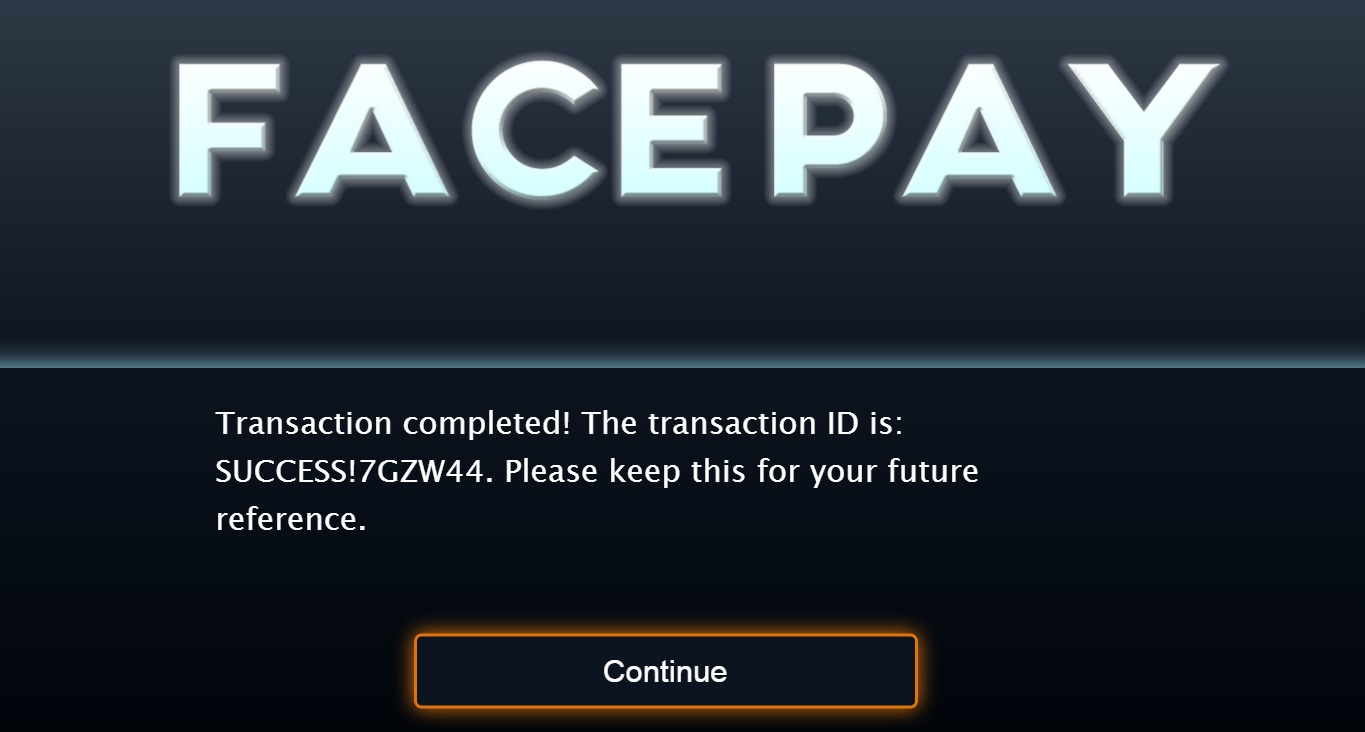 FACEPAY
Transaction completed! The transaction ID is:
SUCCESS!7GZW44. Please keep this for your future
reference.
Continue